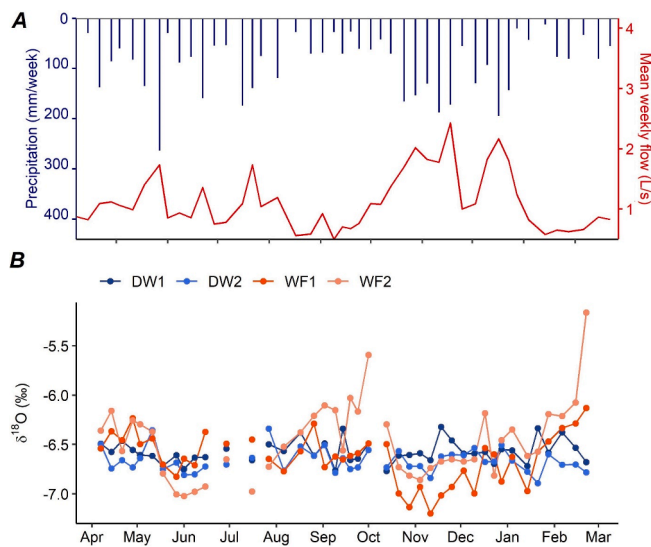 A
Precipitation (mm/week)
0
100
200
300
400
Mean weekly flow (L/s)
4
3
2
1
B
DW1 DW2 WF1 WF2
δ18O (‰)
-5.5
-6.0
-6.5
-7.0
Apr May Jun Jul Aug Sep Oct Nov Dec Jan Feb Mar